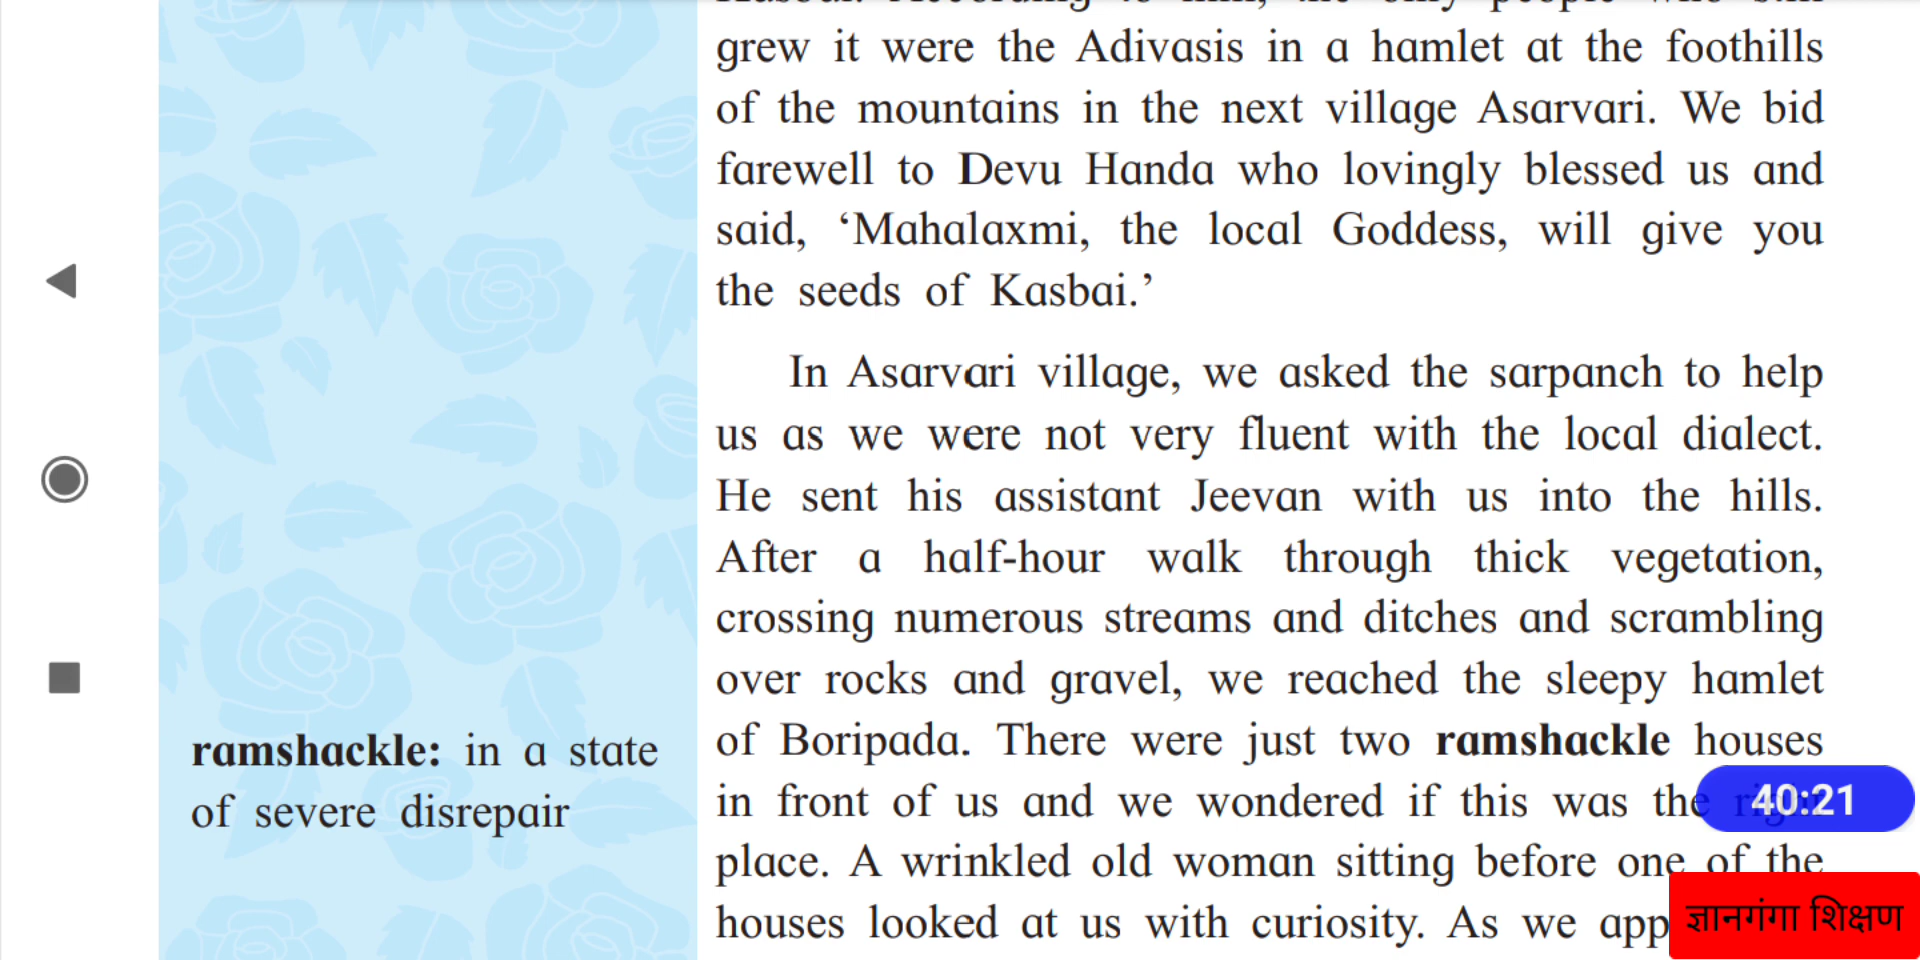 grew it were the Adivasis in a hamlet at the foothills
of the mountains in the next village Asarvari. We bid
farewell to Devu Handa who lovingly blessed us and
said, ‘Mahalaxmi, the local Goddess, will give you
the seeds of Kasbai.’
In Asarvari village, we asked the sarpanch to help
us as we were not very fluent with the local dialect.
He sent his assistant Jeevan with us into the hills.
After a half-hour walk through thick vegetation,
crossing numerous streams and ditches and scrambling
over rocks and gravel, we reached the sleepy hamlet
of Boripada. There were just two ramshackle houses
in front of us and we wondered if this was the
place. A wrinkled old woman sitting before one of the
houses looked at us with curiosity. As we app
ramshackle: in a state
of severe disrepair
40:21
ज्ञानगंगा शिक्षण